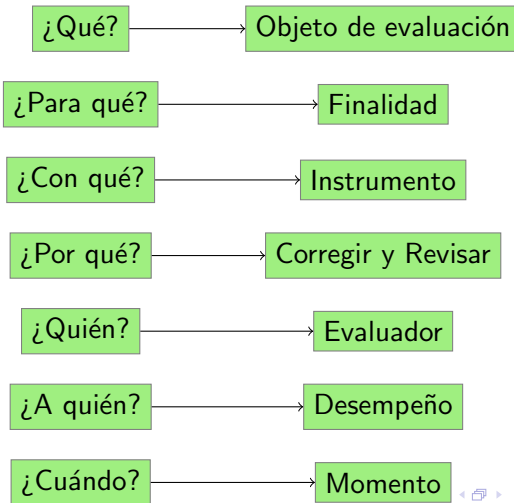 ¿Qué? Objeto de evaluación
¿Para qué? Finalidad
¿Con qué? Instrumento
¿Por qué? Corregir y Revisar
¿Quién? Evaluador
¿A quién? Desempeño
¿Cuándo? Momento